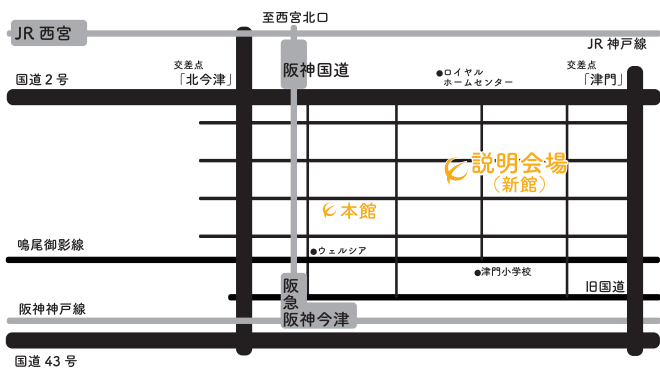 至西宮北口
JR 西宮
JR 神戸線
交差点
「北今津」
阪神国道
●ロイヤル
ホームセンター
交差点
「津門」
国道 2 号
説明会場
(新館)
本館
鳴尾御影線
●ウェルシア
●津門小学校
旧国道
阪
急
阪神今津
阪神神戸線
国道 43 号